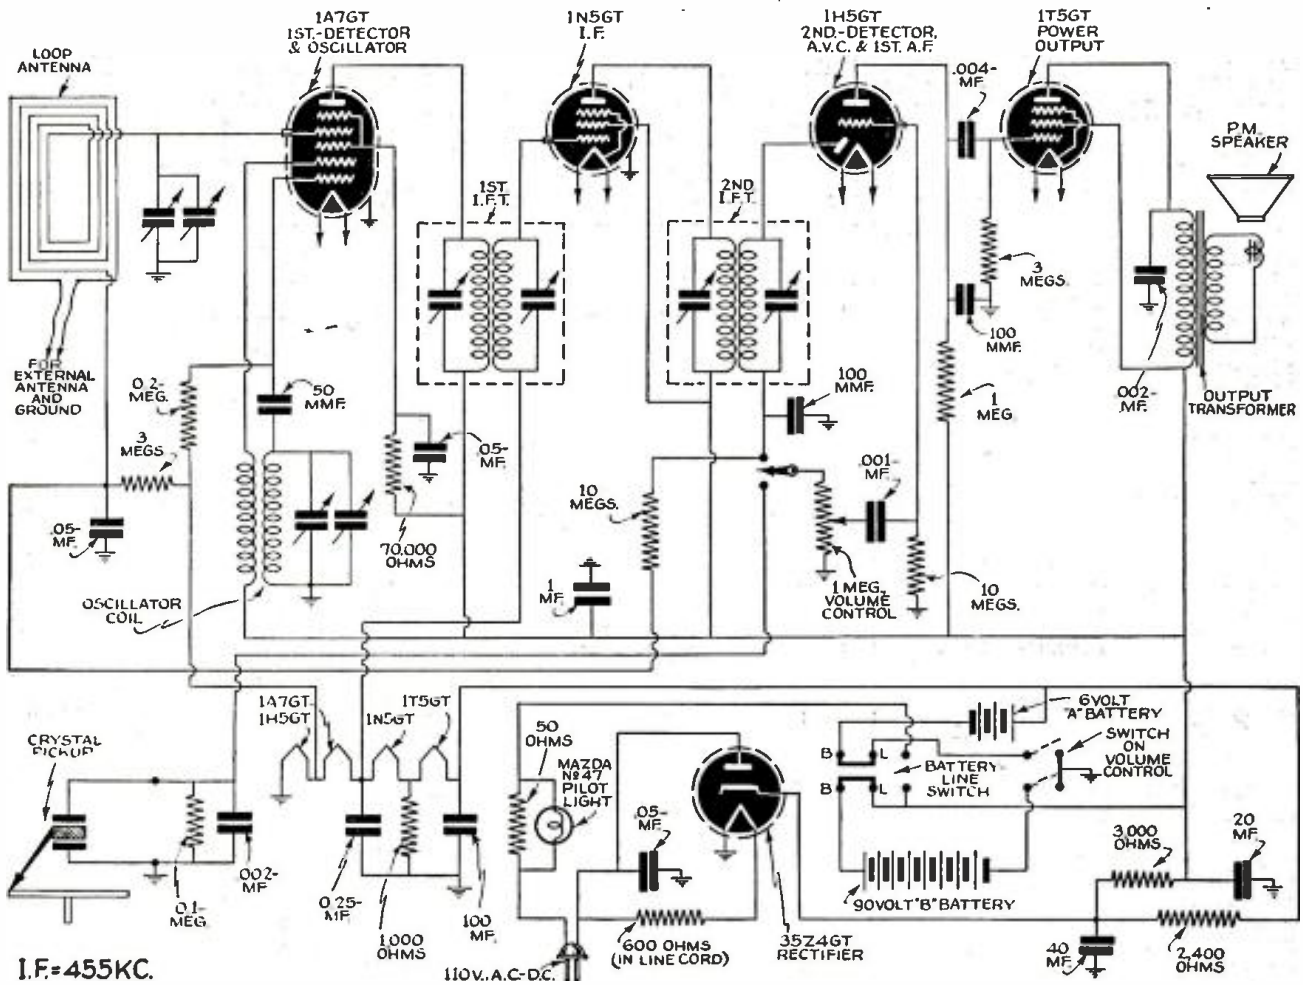 1A7GT
1ST.-DETECTOR
& OSCILLATOR
1N5GT
I.F.
1H5GT
2ND.-DETECTOR,
A.V.C. & 1ST. A.F.
1T5GT
POWER
OUTPUT
LOOP
ANTENNA
.004-
MF.
P.M.
SPEAKER
1ST
I.F.T.
2ND
I.F.T.
3
MEGS.
100
MMF.
FOR
EXTERNAL
ANTENNA
AND
GROUND
0.2-
MEG.
50
MMF.
100
MMF.
1
MEG.
.002-
MF.
OUTPUT
TRANSFORMER
3
MEGS.
.05-
MF.
10
MEGS.
.001-
MF.
.05-
MF.
70,000
OHMS
OSCILLATOR
COIL
1
MF.
1 MEG.,
VOLUME
CONTROL
10
MEGS.
1A7GT
1H5GT
1N5GT
1T5GT
6 VOLT
"A" BATTERY
CRYSTAL
PICKUP
50
OHMS
MAZDA
Nº 47
PILOT
LIGHT
B
L
BATTERY
LINE
SWITCH
B
L
SWITCH
ON
VOLUME
CONTROL
.05-
MF.
3,000
OHMS
20
MF.
90 VOLT "B" BATTERY
0.1-
MEG.
.002-
MF.
0.25-
MF.
1,000
OHMS
100
MF.
600 OHMS
(IN LINE CORD)
35Z4GT
RECTIFIER
40
MF.
2,400
OHMS
I.F.=455KC.
110V., A.C.-D.C.